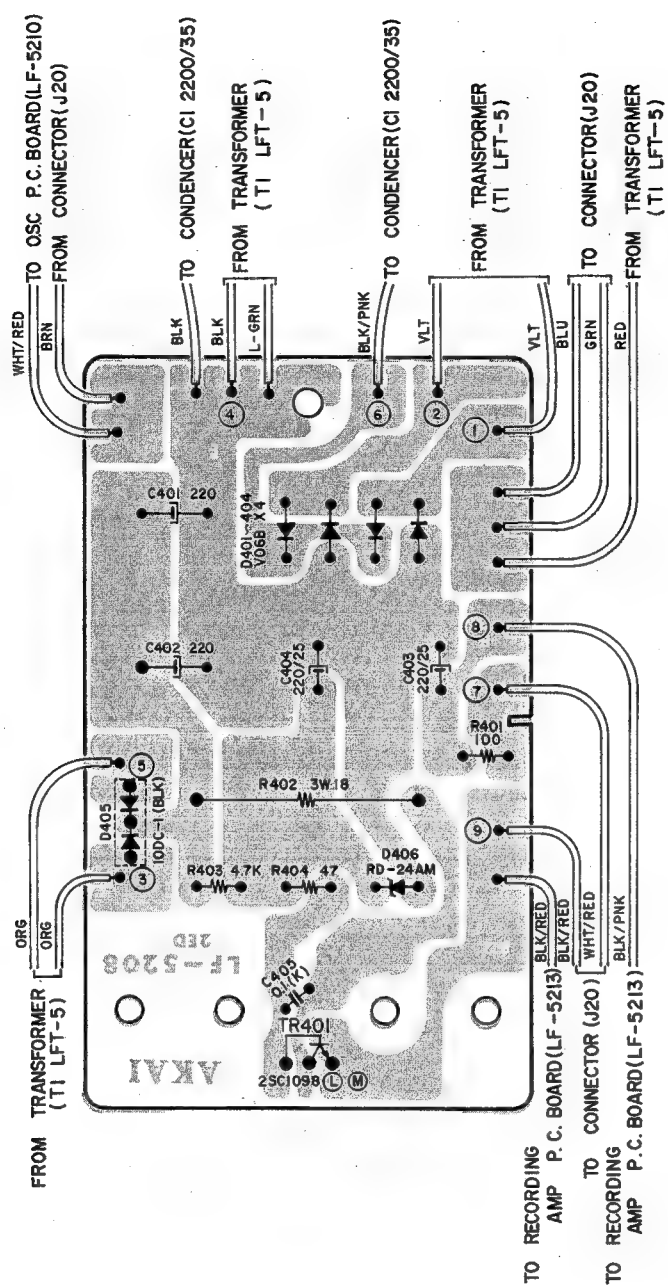 TO OSC P.C. BOARD(LF-5210)
FROM CONNECTOR(J20)
TO CONDENCER(C1 2200/35)
FROM TRANSFORMER
(T1 LFT-5)
TO CONDENCER(C1 2200/35)
FROM TRANSFORMER
(T1 LFT-5)
TO CONNECTOR(J20)
FROM TRANSFORMER
(T1 LFT-5)
WHT/RED
BRN
BLK
BLK
L-GRN
BLK/PNK
VLT
VLT
BLU
GRN
RED
4
6
2
1
C401 220
D401~404
V06B X4
C402 220
C404
220/25
C403
220/25
8
7
R401
100
5
D405
10DC-1 (BLK)
3
R402 3W 18
9
R403 4.7K
R404 47
D406
RD-24AM
ORG
ORG
LF-5208
2ED
C405
0.1(K)
TR401
2SC1098 L M
AKAI
BLK/RED
BLK/RED
WHT/RED
BLK/PNK
FROM TRANSFORMER
(T1 LFT-5)
TO RECORDING
AMP P.C. BOARD(LF-5213)
TO CONNECTOR (J20)
TO RECORDING
AMP P.C. BOARD(LF-5213)